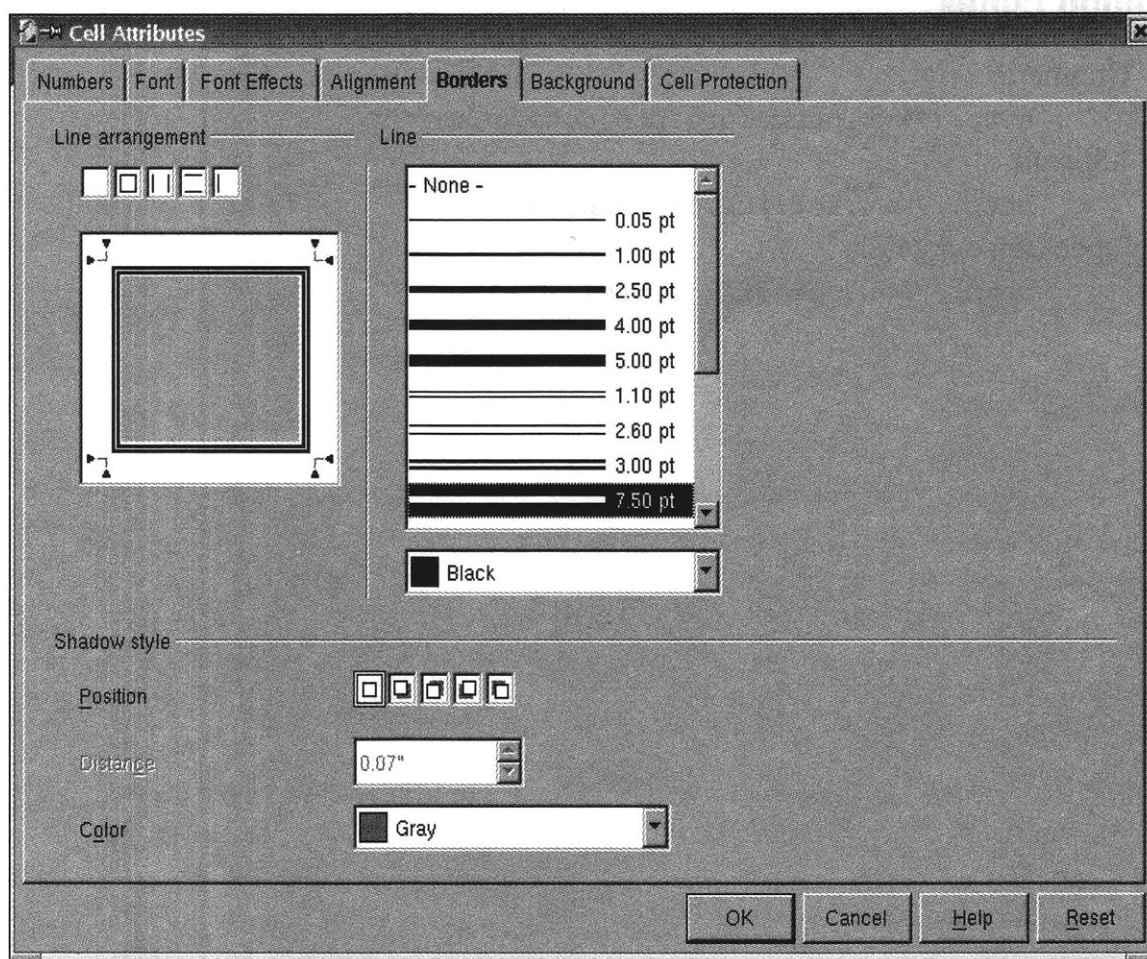 Cell Attributes
Numbers Font Font Effects Alignment Borders Background Cell Protection
Line arrangement Line
- None -
0.05 pt
1.00 pt
2.50 pt
4.00 pt
5.00 pt
1.10 pt
2.60 pt
3.00 pt
7.50 pt
Black
Shadow style
Position
Distance 0.07"
Color Gray
OK Cancel Help Reset